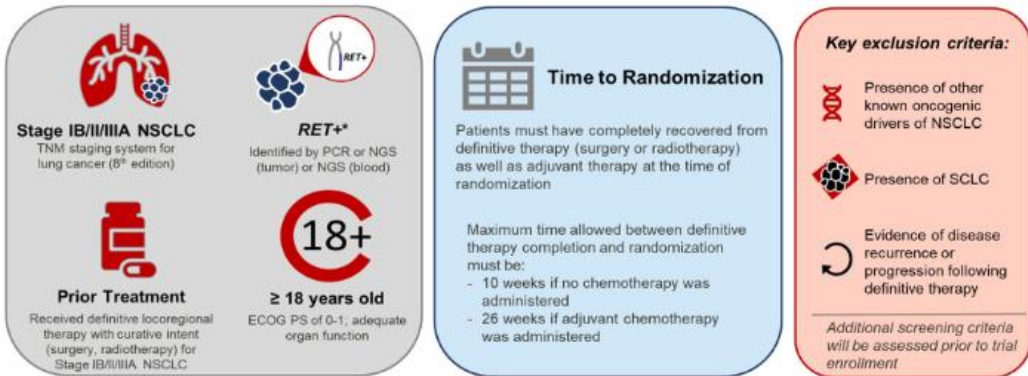 RET+
Stage IB/II/IIIA NSCLC
TNM staging system for
lung cancer (8th edition)
RET+*
Identified by PCR or NGS
(tumor) or NGS (blood)
Prior Treatment
Received definitive locoregional
therapy with curative intent
(surgery, radiotherapy) for
Stage IB/II/IIIA NSCLC
18+
≥ 18 years old
ECOG PS of 0-1; adequate
organ function
Time to Randomization
Patients must have completely recovered from
definitive therapy (surgery or radiotherapy)
as well as adjuvant therapy at the time of
randomization
Maximum time allowed between definitive
therapy completion and randomization
must be:
- 10 weeks if no chemotherapy was
administered
- 26 weeks if adjuvant chemotherapy
was administered
Key exclusion criteria:
Presence of other
known oncogenic
drivers of NSCLC
Presence of SCLC
Evidence of disease
recurrence or
progression following
definitive therapy
Additional screening criteria
will be assessed prior to trial
enrollment